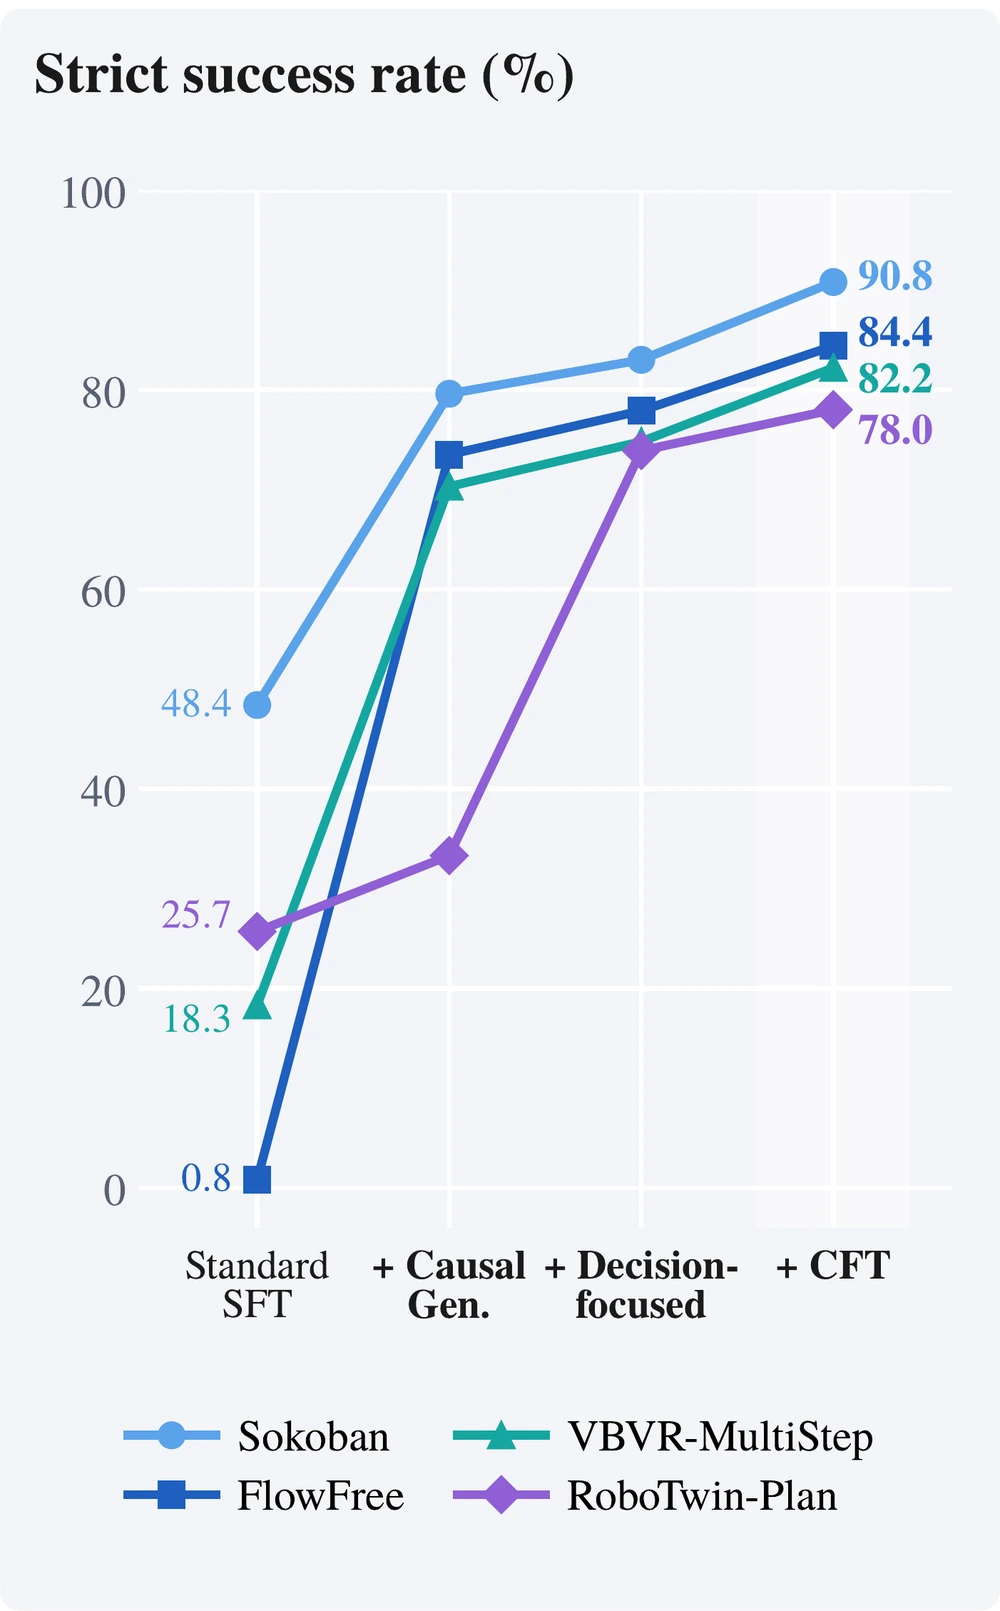 Strict success rate (%)
100
90.8
84.4
80
82.2
78.0
60
48.4
40
25.7
20
18.3
0.8
0
Standard
SFT
+ Causal
Gen.
+ Decision-
focused
+ CFT
Sokoban
VBVR-MultiStep
FlowFree
RoboTwin-Plan